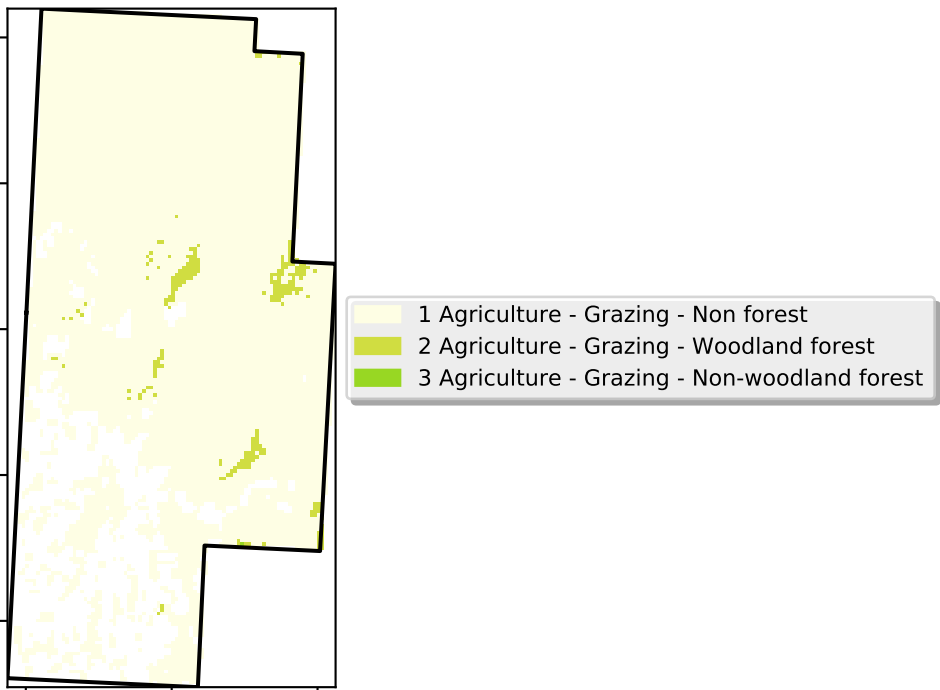 1 Agriculture - Grazing - Non forest
2 Agriculture - Grazing - Woodland forest
3 Agriculture - Grazing - Non-woodland forest